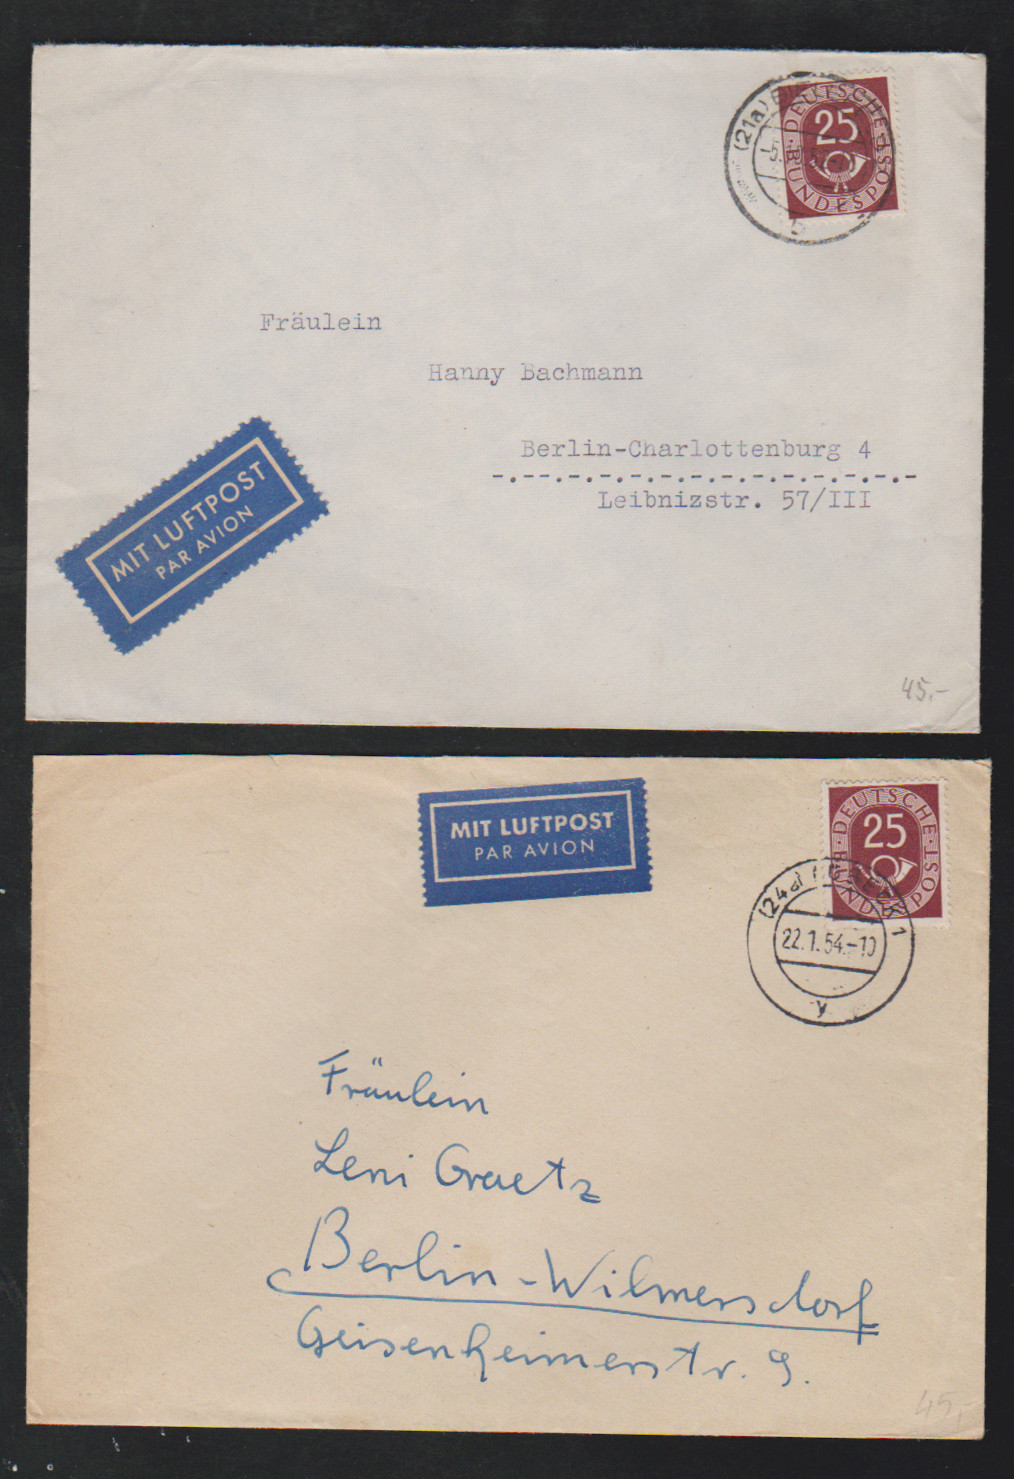 DEUTSCHE
25
BUNDESPOST
(21a)
b
Fräulein
Hanny Bachmann
Berlin-Charlottenburg 4
-.-.-.-.-.-.-.-.-.-.-.-.-.-
Leibnizstr. 57/III
MIT LUFTPOST
PAR AVION
45,-
MIT LUFTPOST
PAR AVION
DEUTSCHE
25
BUNDESPOST
(24a)
1
22.1.54.-10
y
Fräulein
Leni Graetz
Berlin-Wilmersdorf
Geisenheimerstr. 9.
45,-